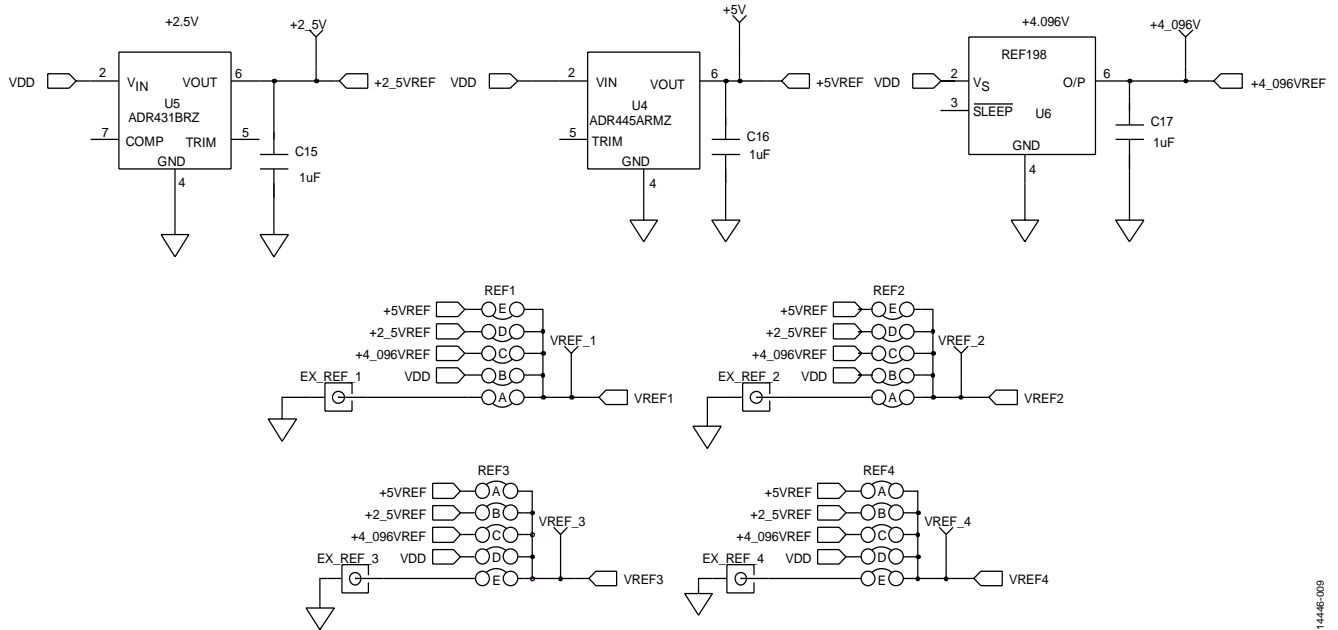 +2.5V
+2_5V
VDD
2
VIN
VOUT
6
+2_5VREF
U5
ADR431BRZ
7
COMP
TRIM
5
GND
4
C15
1uF
+5V
VDD
2
VIN
VOUT
6
+5VREF
U4
ADR445ARMZ
5
TRIM
GND
4
C16
1uF
+4.096V
+4_096V
REF198
VDD
2
VS
O/P
6
+4_096VREF
3
SLEEP
U6
GND
4
C17
1uF
REF1
+5VREF
E
+2_5VREF
D
+4_096VREF
C
VREF_1
VDD
B
EX_REF_1
A
VREF1
REF2
+5VREF
E
+2_5VREF
D
+4_096VREF
C
VREF_2
VDD
B
EX_REF_2
A
VREF2
REF3
+5VREF
A
+2_5VREF
B
+4_096VREF
C
VREF_3
VDD
D
EX_REF_3
E
VREF3
REF4
+5VREF
A
+2_5VREF
B
+4_096VREF
C
VREF_4
VDD
D
EX_REF_4
E
VREF4
14446-009